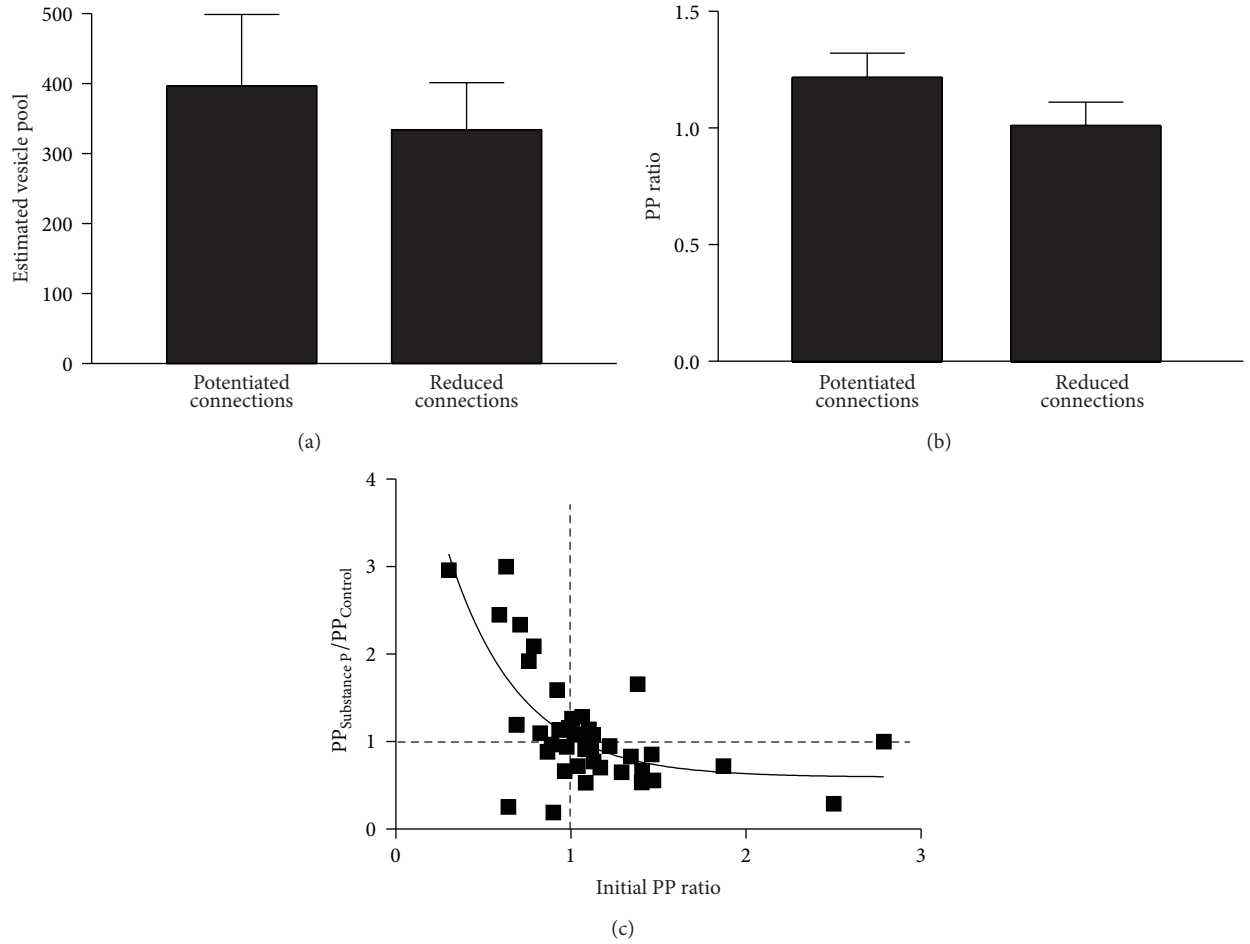 500
400
300
200
100
0
Estimated vesicle pool
Potentiated
connections
Reduced
connections
(a)
1.5
1.0
0.5
0.0
PP ratio
Potentiated
connections
Reduced
connections
(b)
4
3
2
1
0
PPSubstance P/PPControl
0
1
2
3
Initial PP ratio
(c)